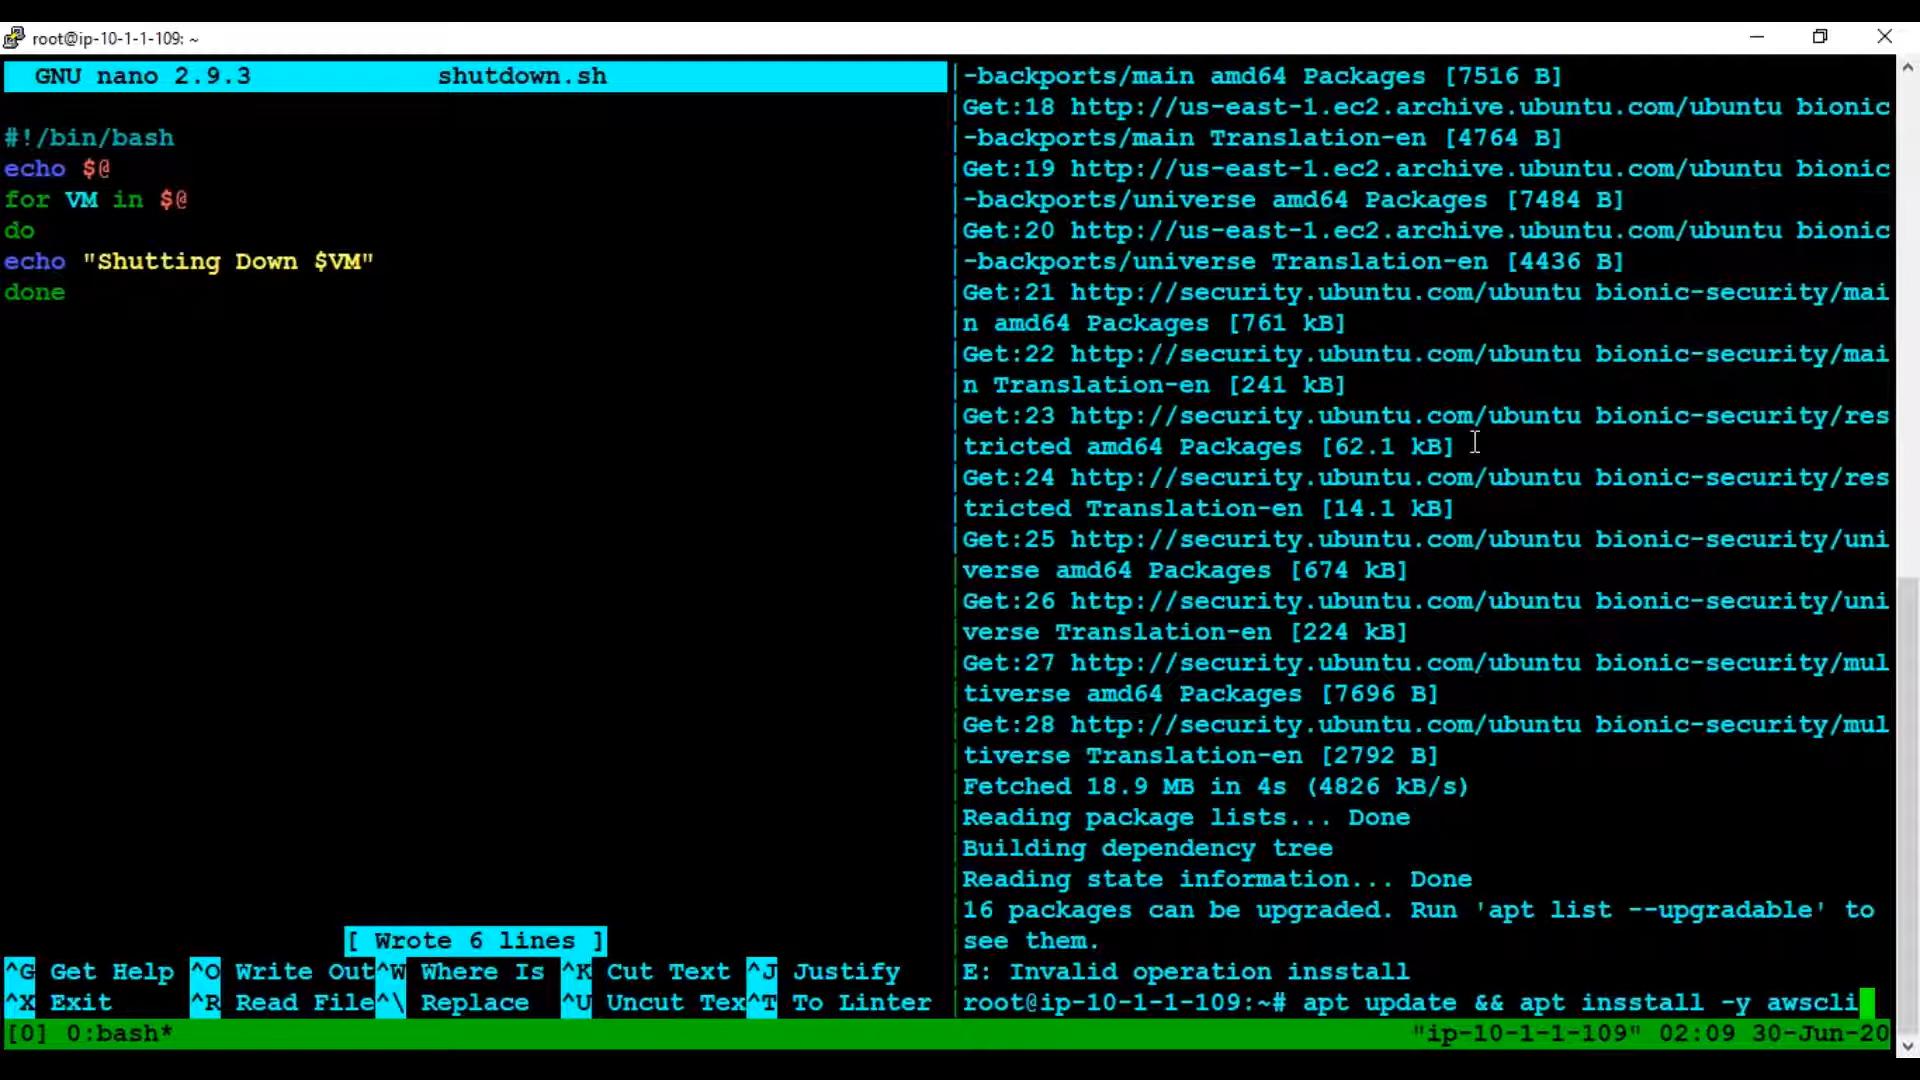 root@ip-10-1-1-109: ~
GNU nano 2.9.3 shutdown.sh
#!/bin/bash
echo $@
for VM in $@
do
echo "Shutting Down $VM"
done
[ Wrote 6 lines ]
^G Get Help ^O Write Out ^W Where Is ^K Cut Text ^J Justify
^X Exit ^R Read File ^\ Replace ^U Uncut Tex ^T To Linter
-backports/main amd64 Packages [7516 B]
Get:18 http://us-east-1.ec2.archive.ubuntu.com/ubuntu bionic
-backports/main Translation-en [4764 B]
Get:19 http://us-east-1.ec2.archive.ubuntu.com/ubuntu bionic
-backports/universe amd64 Packages [7484 B]
Get:20 http://us-east-1.ec2.archive.ubuntu.com/ubuntu bionic
-backports/universe Translation-en [4436 B]
Get:21 http://security.ubuntu.com/ubuntu bionic-security/mai
n amd64 Packages [761 kB]
Get:22 http://security.ubuntu.com/ubuntu bionic-security/mai
n Translation-en [241 kB]
Get:23 http://security.ubuntu.com/ubuntu bionic-security/res
tricted amd64 Packages [62.1 kB]
Get:24 http://security.ubuntu.com/ubuntu bionic-security/res
tricted Translation-en [14.1 kB]
Get:25 http://security.ubuntu.com/ubuntu bionic-security/uni
verse amd64 Packages [674 kB]
Get:26 http://security.ubuntu.com/ubuntu bionic-security/uni
verse Translation-en [224 kB]
Get:27 http://security.ubuntu.com/ubuntu bionic-security/mul
tiverse amd64 Packages [7696 B]
Get:28 http://security.ubuntu.com/ubuntu bionic-security/mul
tiverse Translation-en [2792 B]
Fetched 18.9 MB in 4s (4826 kB/s)
Reading package lists... Done
Building dependency tree
Reading state information... Done
16 packages can be upgraded. Run 'apt list --upgradable' to
see them.
E: Invalid operation insstall
root@ip-10-1-1-109:~# apt update && apt insstall -y awscli
[0] 0:bash* "ip-10-1-1-109" 02:09 30-Jun-20